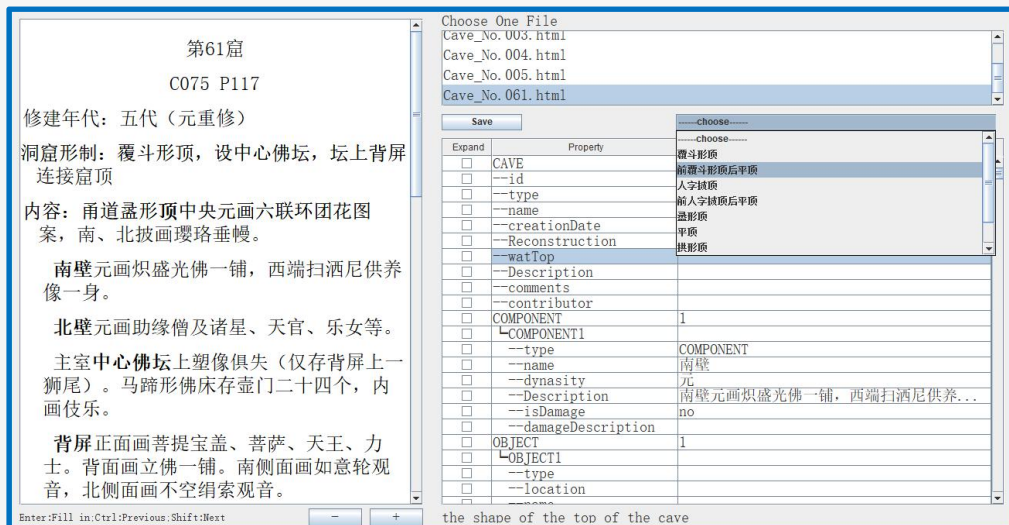 第61窟
C075 P117
修建年代：五代（元重修）
洞窟形制：覆斗形顶，设中心佛坛，坛上背屏
连接窟顶
内容：甬道盝形顶中央元画六联环团花图
案，南、北披画璎珞垂幔。
南壁元画炽盛光佛一铺，西端扫洒尼供养
像一身。
北壁元画助缘僧及诸星、天官、乐女等。
主室中心佛坛上塑像俱失（仅存背屏上一
狮尾）。马蹄形佛床存壸门二十四个，内
画伎乐。
背屏正面画菩提宝盖、菩萨、天王、力
士。背面画立佛一铺。南侧面画如意轮观
音，北侧面画不空绢索观音。
Enter:Fill in;Ctrl:Previous;Shift:Next
- +
Choose One File
Cave_No.003.html
Cave_No.004.html
Cave_No.005.html
Cave_No.061.html
Save
------choose------
------choose------
覆斗形顶
前覆斗形顶后平顶
人字披顶
前人字披顶后平顶
盝形顶
平顶
拱形顶
Expand Property
CAVE
--id
--type
--name
--creationDate
--Reconstruction
--watTop
--Description
--comments
--contributor
COMPONENT 1
┗COMPONENT1
--type COMPONENT
--name 南壁
--dynasity 元
--Description 南壁元画炽盛光佛一铺，西端扫洒尼供养...
--isDamage no
--damageDescription
OBJECT 1
┗OBJECT1
--type
--location
--name
the shape of the top of the cave